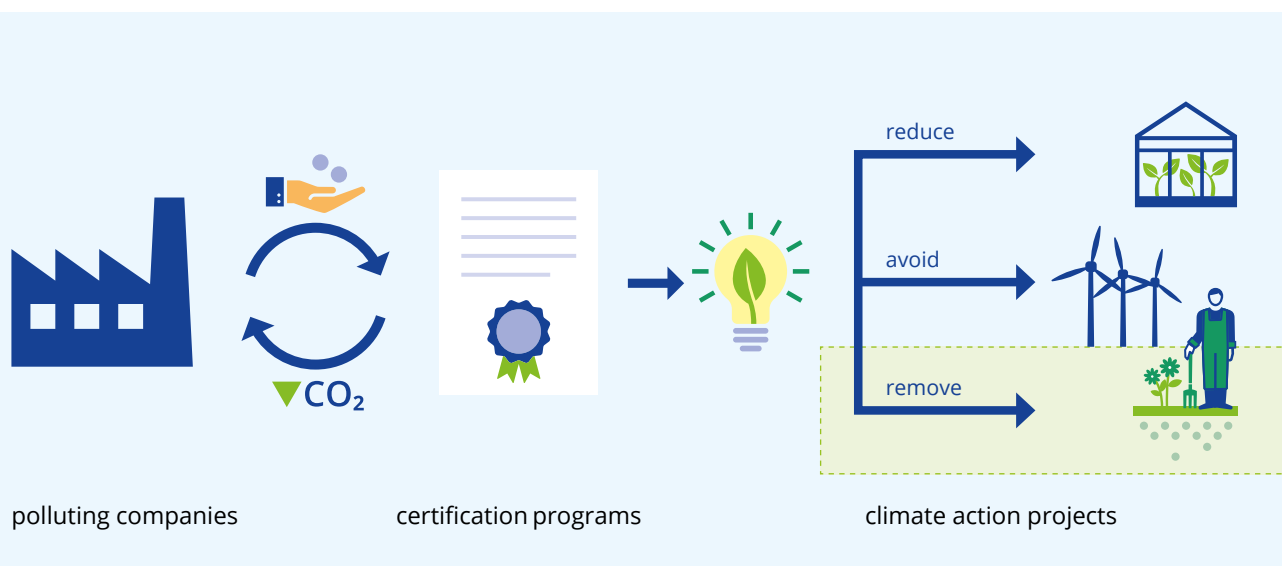 reduce
avoid
remove
CO₂
polluting companies
certification programs
climate action projects